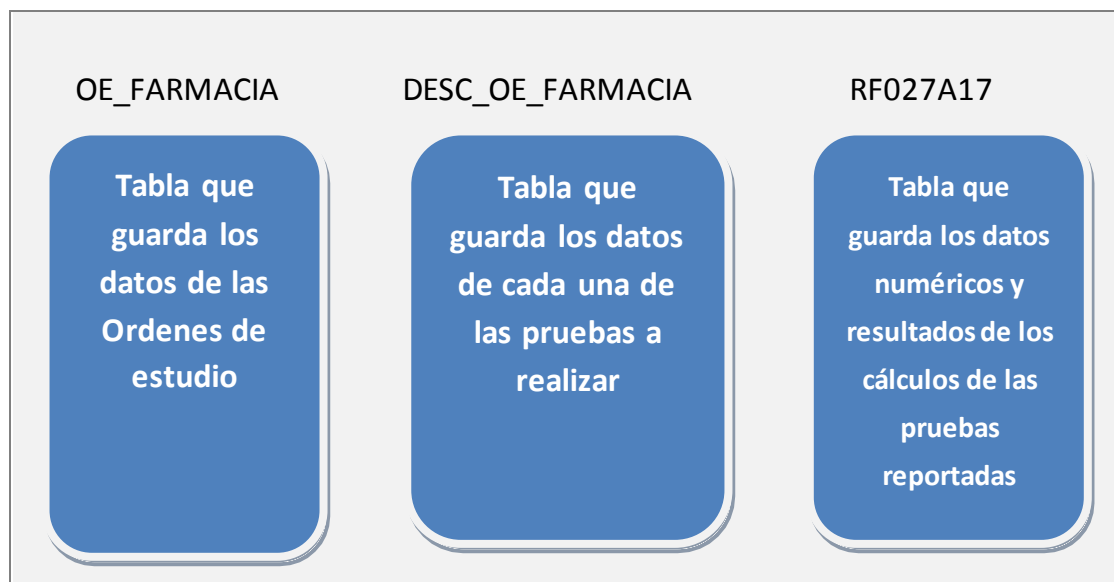 OE_FARMACIA
Tabla que
guarda los
datos de las
Ordenes de
estudio
DESC_OE_FARMACIA
Tabla que
guarda los datos
de cada una de
las pruebas a
realizar
RF027A17
Tabla que
guarda los datos
numéricos y
resultados de los
cálculos de las
pruebas
reportadas